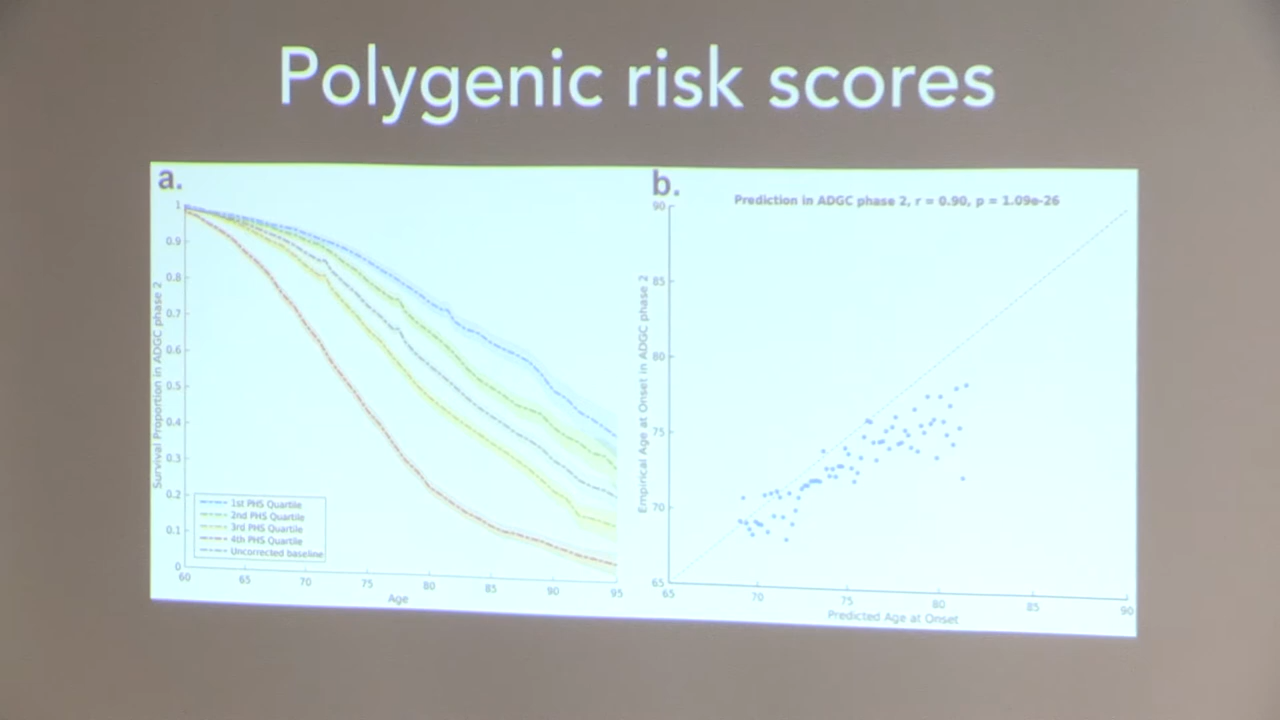 Polygenic risk scores
a.
1
0.9
0.8
0.7
0.6
0.5
0.4
0.3
0.2
0.1
0
Survival Proportion in ADGC phase 2
1st PHS Quartile
2nd PHS Quartile
3rd PHS Quartile
4th PHS Quartile
Uncorrected baseline
60 65 70 75 80 85 90 95
Age
b.
Prediction in ADGC phase 2, r = 0.90, p = 1.09e-26
90
85
80
75
70
65
Empirical Age at Onset in ADGC phase 2
65 70 75 80 85 90
Predicted Age at Onset